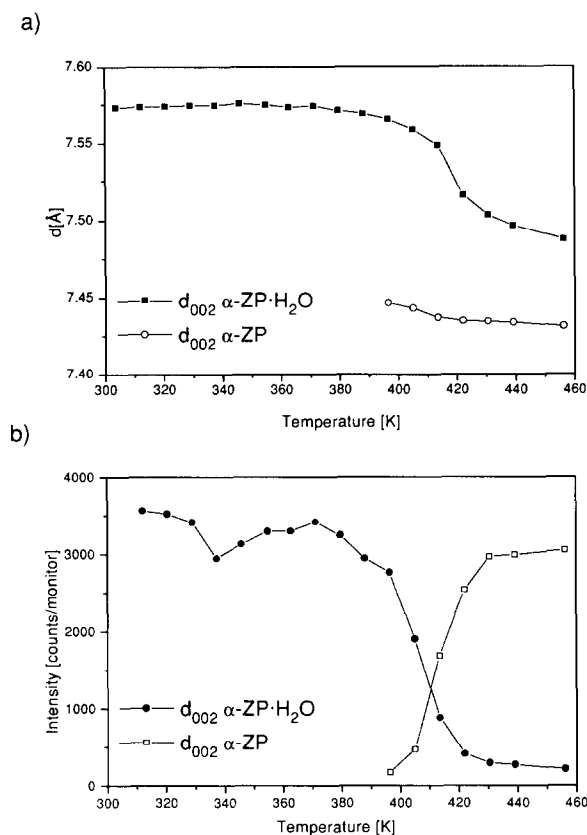 a)
7.60
7.55
7.50
7.45
7.40
d[Å]
d002 α-ZP·H2O
d002 α-ZP
300 320 340 360 380 400 420 440 460
Temperature [K]
b)
4000
3000
2000
1000
0
Intensity [counts/monitor]
d002 α-ZP·H2O
d002 α-ZP
300 320 340 360 380 400 420 440 460
Temperature [K]